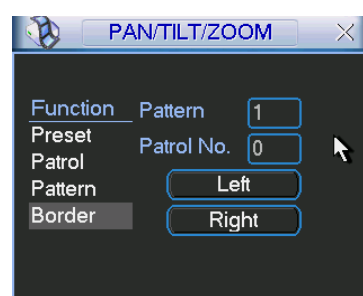 PAN/TILT/ZOOM
Function
Preset
Patrol
Pattern
Border
Pattern 1
Patrol No. 0
Left
Right